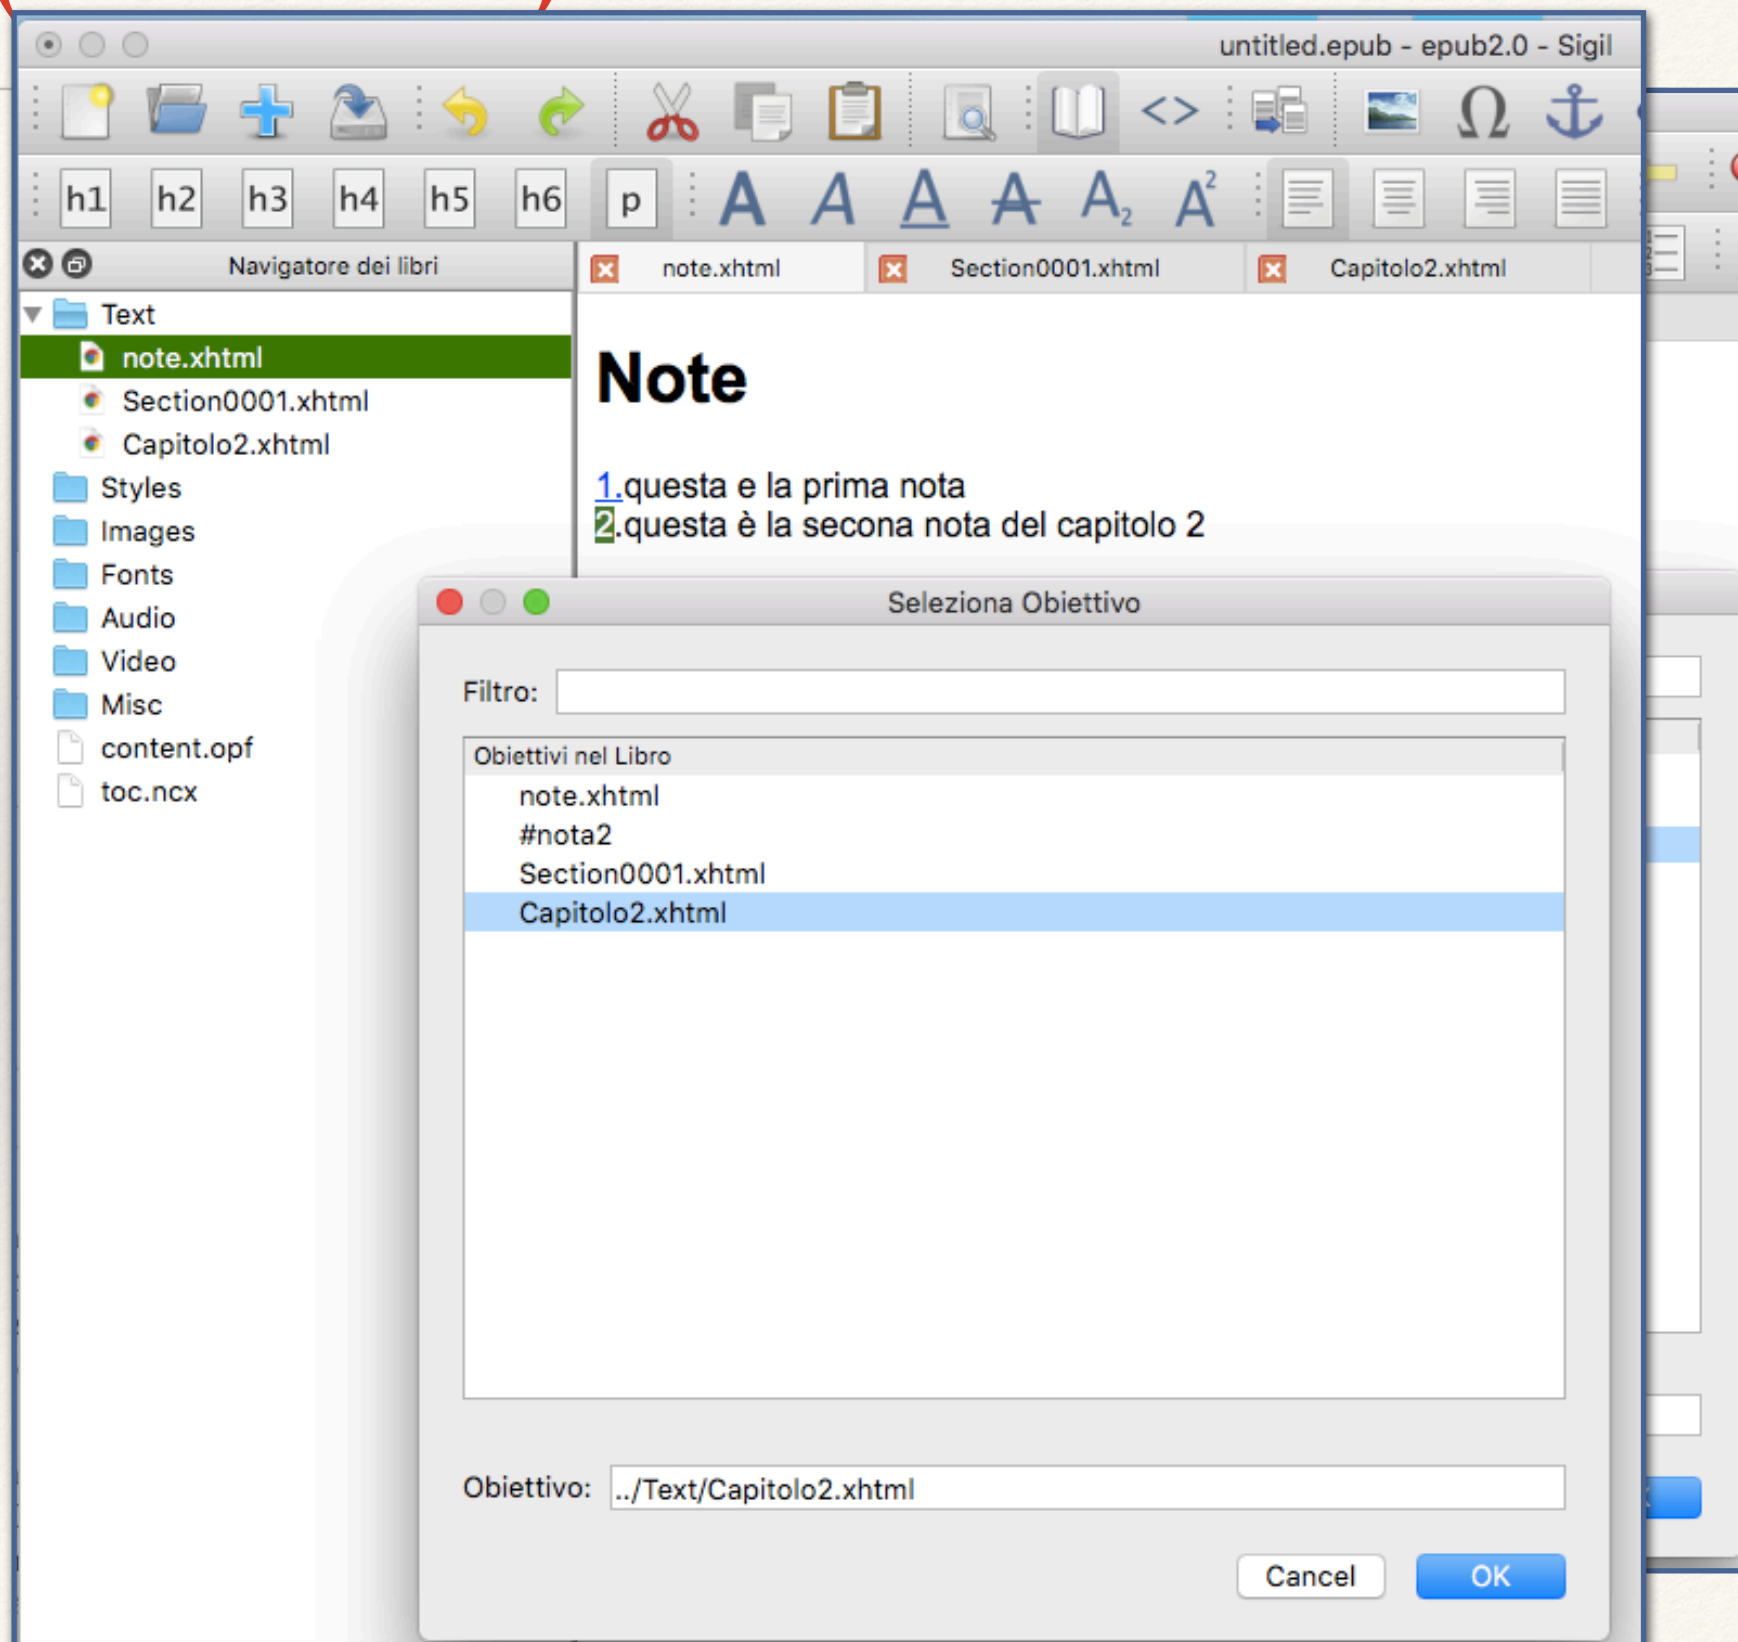 untitled.epub - epub2.0 - Sigil
<>
Ω
h1 h2 h3 h4 h5 h6 p A A A A A2 A2
Navigatore dei libri
note.xhtml Section0001.xhtml Capitolo2.xhtml
Text
note.xhtml
Section0001.xhtml
Capitolo2.xhtml
Styles
Images
Fonts
Audio
Video
Misc
content.opf
toc.ncx
Note
1.questa e la prima nota
2.questa è la secona nota del capitolo 2
Seleziona Obiettivo
Filtro:
Obiettivi nel Libro
note.xhtml
#nota2
Section0001.xhtml
Capitolo2.xhtml
Obiettivo: ../Text/Capitolo2.xhtml
Cancel OK